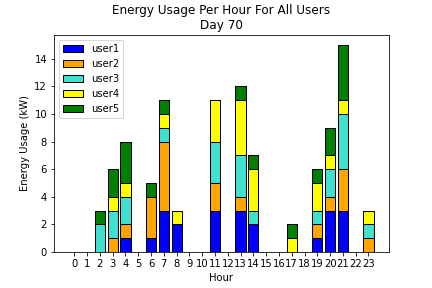 Energy Usage Per Hour For All Users
Day 70
Energy Usage (kW)
14
12
10
8
6
4
2
0
user1
user2
user3
user4
user5
0 1 2 3 4 5 6 7 8 9 10 11 12 13 14 15 16 17 18 19 20 21 22 23
Hour